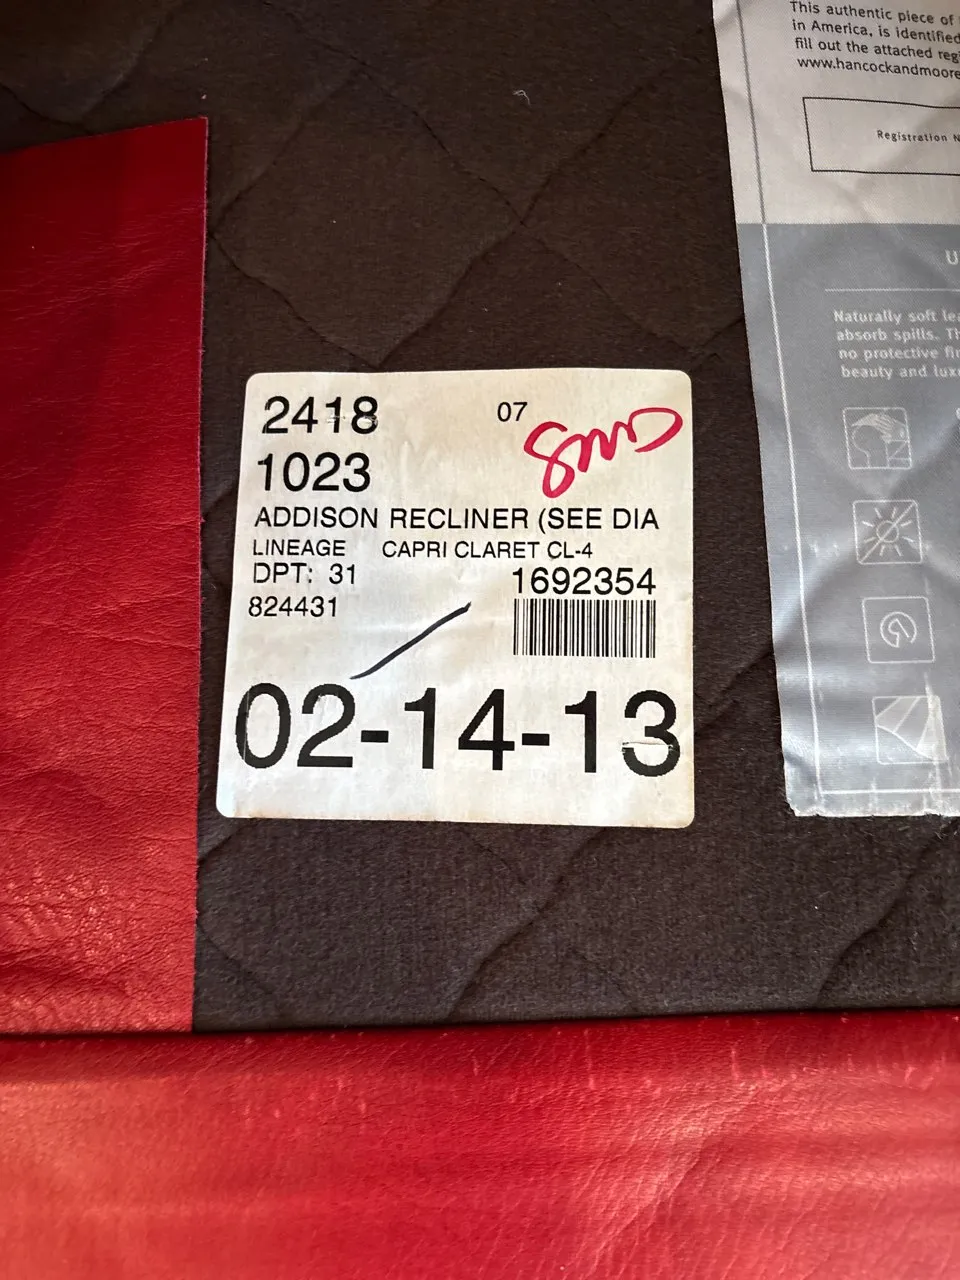 This authentic piece of
in America, is identified
fill out the attached reg
www.hancockandmoore
Registration N
U
Naturally soft lea
absorb spills. Th
no protective fin
beauty and luxu
2418 07
1023
ADDISON RECLINER (SEE DIA
LINEAGE CAPRI CLARET CL-4
DPT: 31 1692354
824431
02-14-13